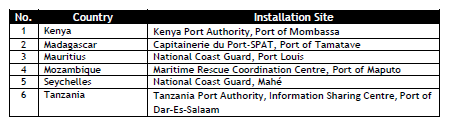 No. Country Installation Site
1 Kenya Kenya Port Authority, Port of Mombassa
2 Madagascar Capitainerie du Port-SPAT, Port of Tamatave
3 Mauritius National Coast Guard, Port Louis
4 Mozambique Maritime Rescue Coordination Centre, Port of Maputo
5 Seychelles National Coast Guard, Mahé
6 Tanzania Tanzania Port Authority, Information Sharing Centre, Port of
Dar-Es-Salaam